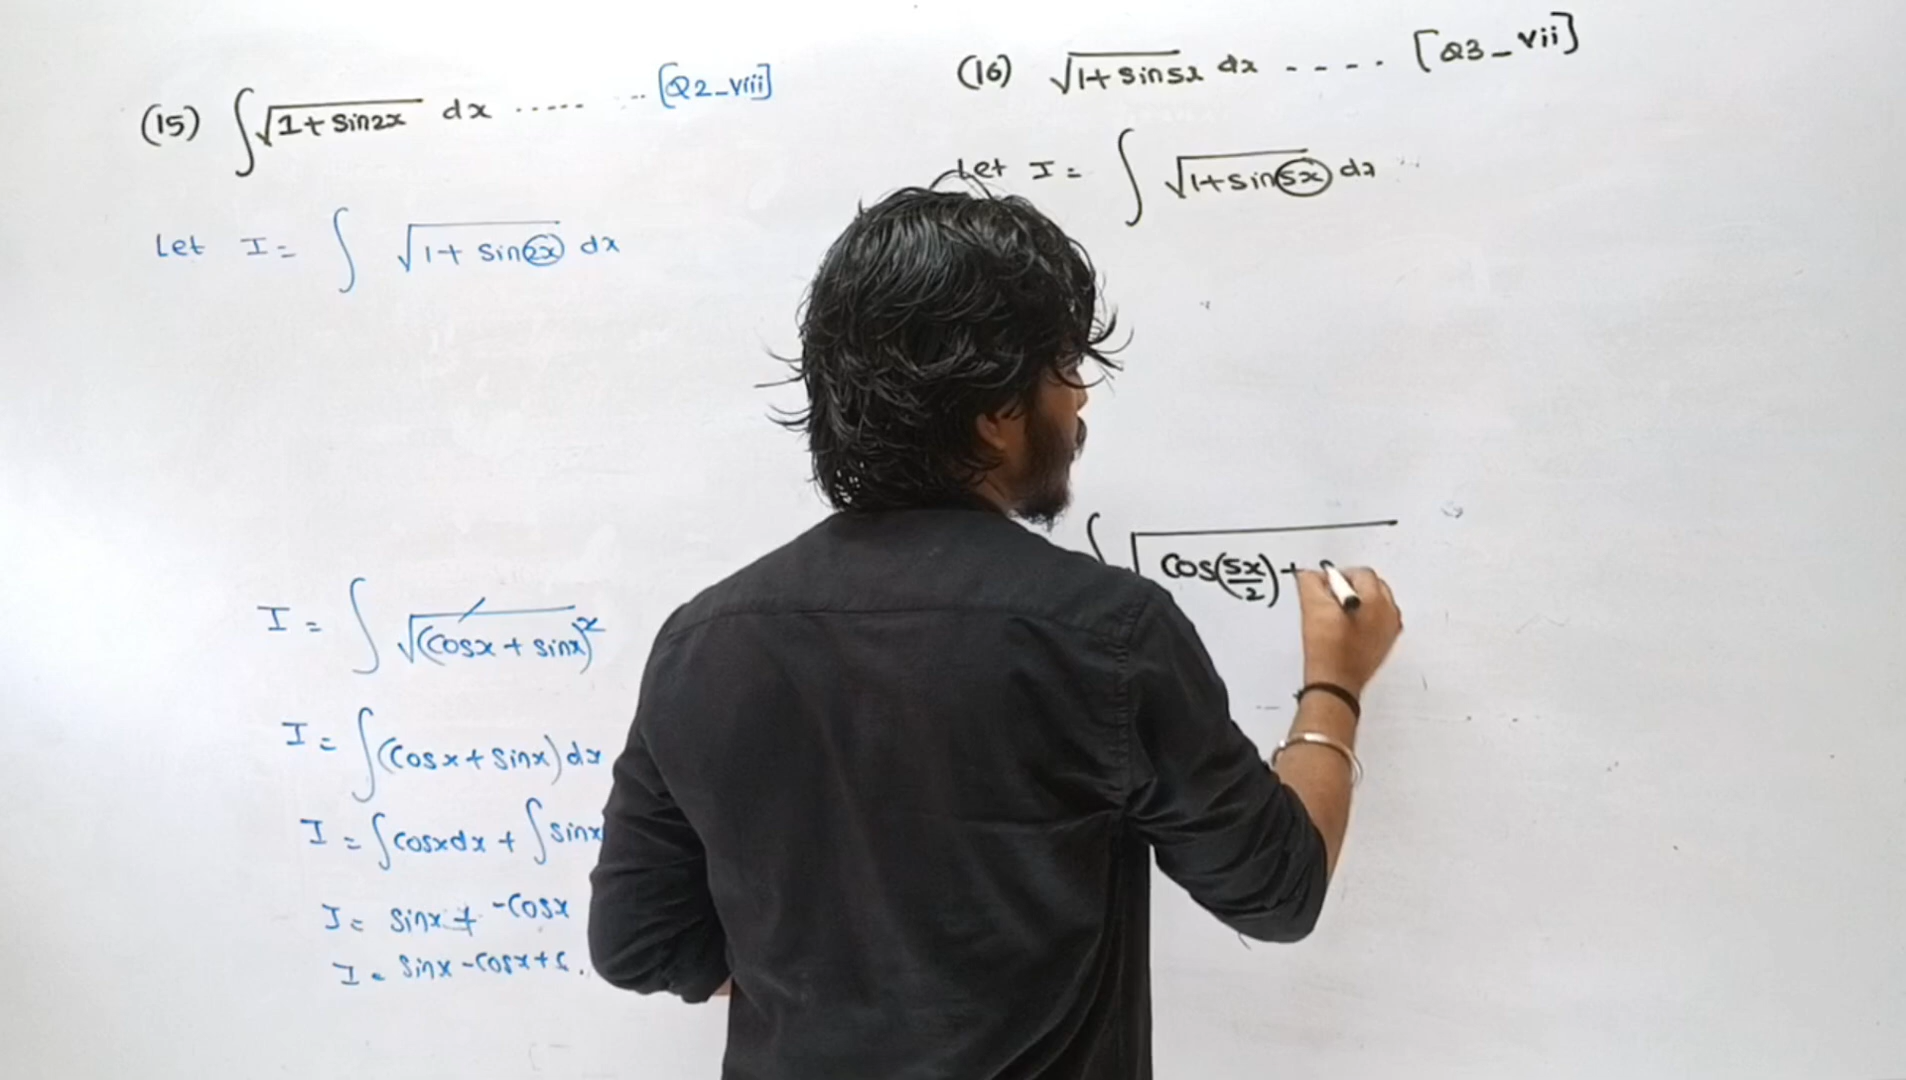 (15) ∫√1+sin2x dx ..... ... [Q2_viii]
Let I = ∫ √1+ sin2x dx
I = ∫ √(cosx + sinx)²
I = ∫(cosx + sinx) dx
I = ∫cosxdx + ∫sinx
I = sinx + -cosx
I = sinx -cosx + c.
(16) √1+ sin5x dx - - - - . [Q3_vii]
Let I = ∫ √1+sin5x dx
∫ √cos(5x/2) +